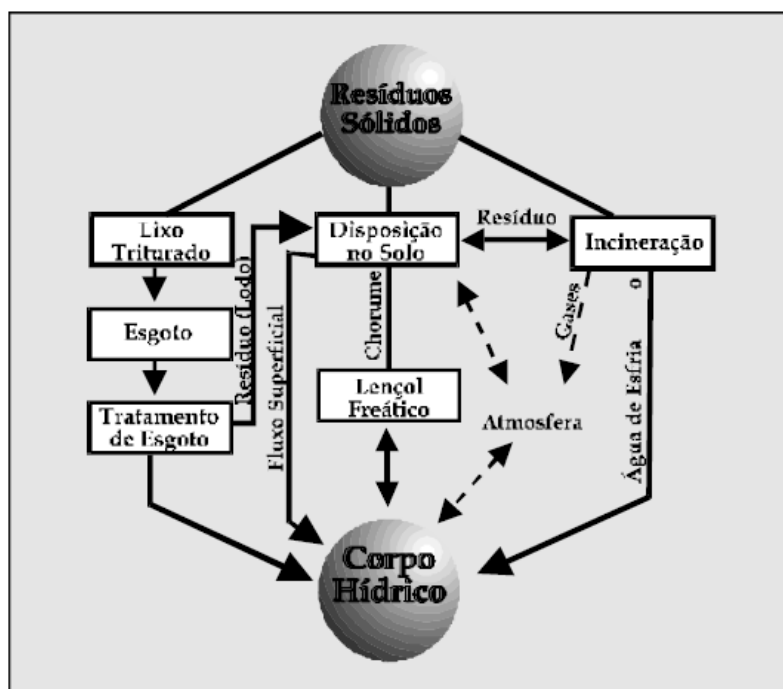 Resíduos
Sólidos
Lixo
Triturado
Disposição
no Solo
Resíduo
Incineração
Esgoto
Tratamento
de Esgoto
Resíduo (Lodo)
Fluxo Superficial
Chorume
Lençol
Freático
Gases
Atmosfera
Água de Esfria
o
Corpo
Hídrico